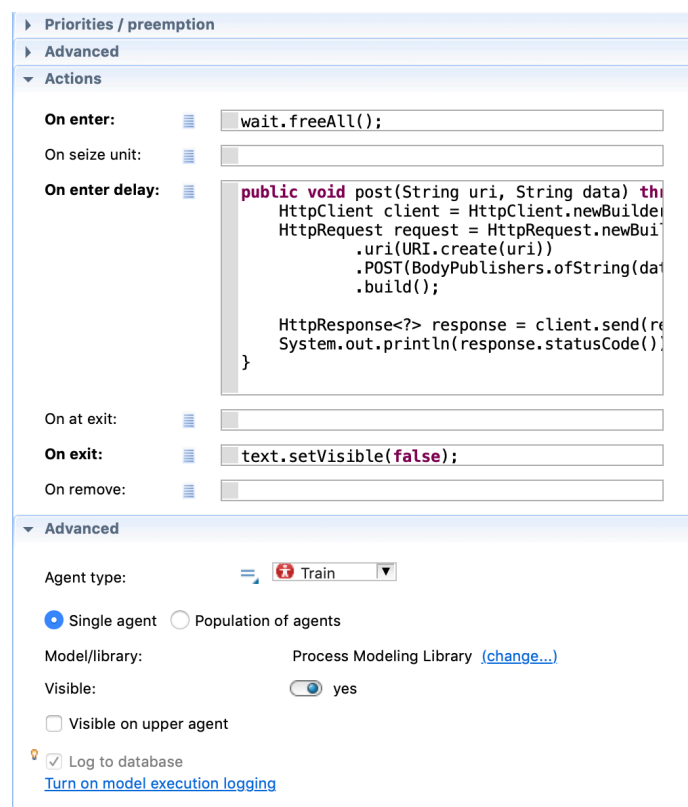 Priorities / preemption
Advanced
Actions
On enter:
wait.freeAll();
On seize unit:
On enter delay:
public void post(String uri, String data) thr
HttpClient client = HttpClient.newBuilder
HttpRequest request = HttpRequest.newBuil
.uri(URI.create(uri))
.POST(BodyPublishers.ofString(dat
.build();
HttpResponse<?> response = client.send(re
System.out.println(response.statusCode())
}
On at exit:
On exit:
text.setVisible(false);
On remove:
Advanced
Agent type:
Train
Single agent Population of agents
Model/library: Process Modeling Library (change...)
Visible: yes
Visible on upper agent
Log to database
Turn on model execution logging